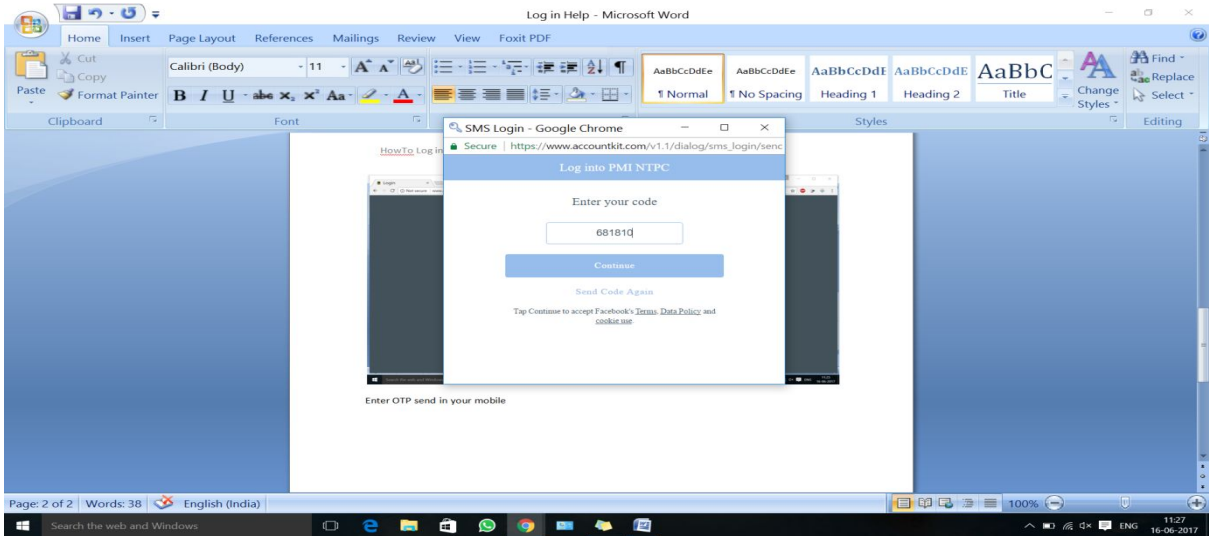 Log in Help - Microsoft Word
Home Insert Page Layout References Mailings Review View Foxit PDF
Paste
Cut
Copy
Format Painter
Clipboard
Calibri (Body) 11
Font
AaBbCcDdEe AaBbCcDdEe AaBbCcDdE AaBbCcDdE AaBbC
¶ Normal ¶ No Spacing Heading 1 Heading 2 Title
Change Styles
Styles
Find
Replace
Select
Editing
HowTo Log in
SMS Login - Google Chrome
Secure | https://www.accountkit.com/v1.1/dialog/sms_login/senc
Log into PMI NTPC
Enter your code
681810
Continue
Send Code Again
Tap Continue to accept Facebook's Terms, Data Policy and
cookie use.
Enter OTP send in your mobile
Page: 2 of 2 Words: 38 English (India) 100%
Search the web and Windows
ENG 11:27
16-06-2017